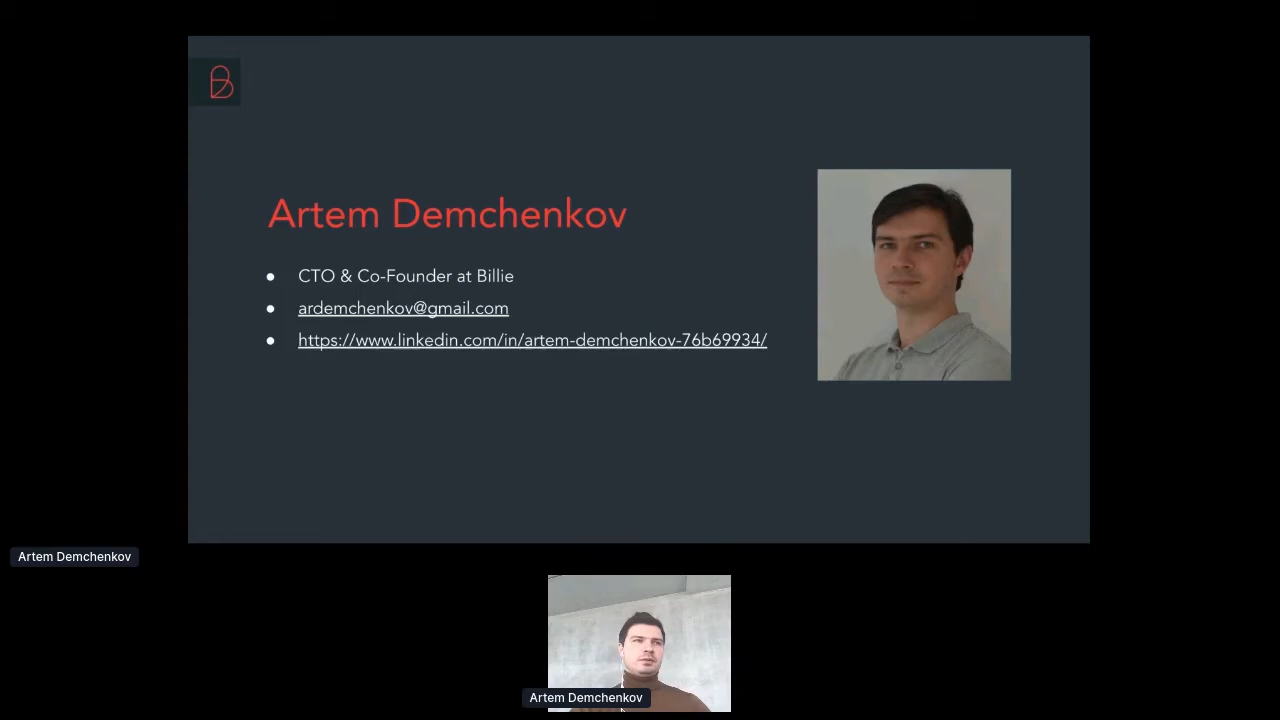 Artem Demchenkov
● CTO & Co-Founder at Billie
● ardemchenkov@gmail.com
● https://www.linkedin.com/in/artem-demchenkov-76b69934/
Artem Demchenkov
Artem Demchenkov